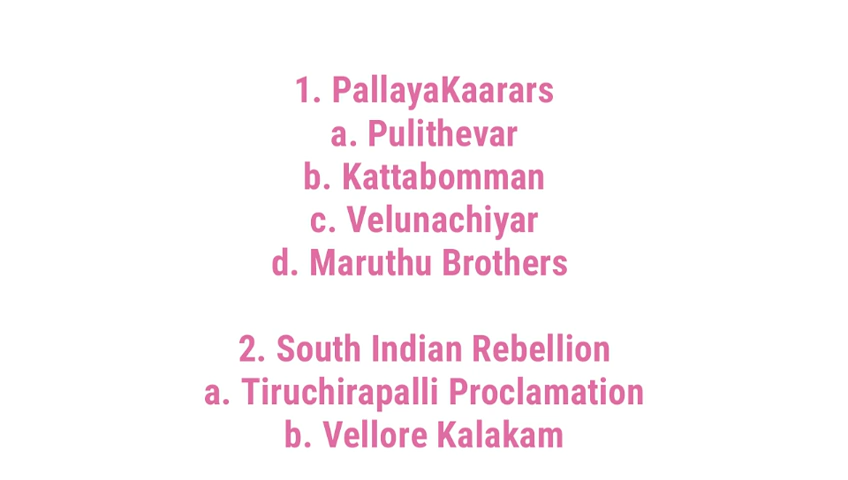 1. PallayaKaarars
a. Pulithevar
b. Kattabomman
c. Velunachiyar
d. Maruthu Brothers
2. South Indian Rebellion
a. Tiruchirapalli Proclamation
b. Vellore Kalakam